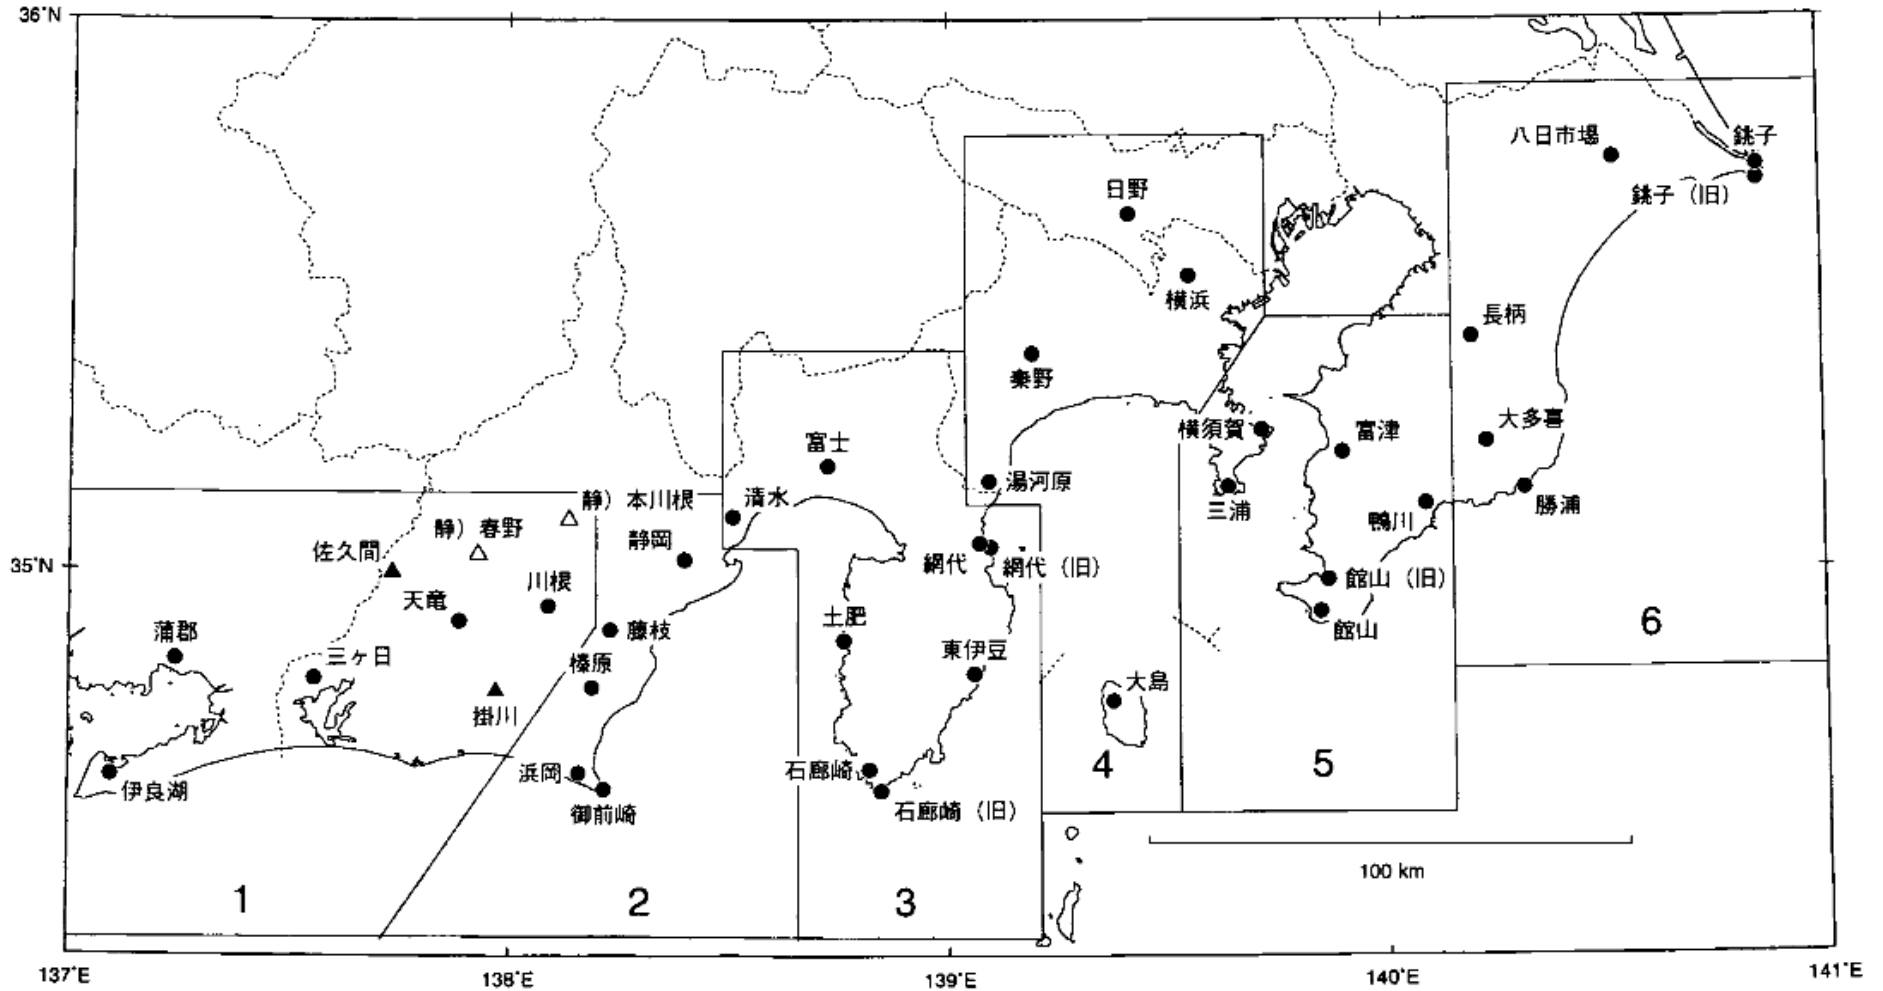 36°N
八日市場
銚子
日野
銚子（旧）
横浜
長柄
秦野
大多喜
富士
横須賀
富津
湯河原
静）本川根
清水
三浦
勝浦
鴨川
静）春野
静岡
佐久間
35°N
網代
網代（旧）
川根
館山（旧）
天竜
土肥
蒲郡
藤枝
館山
6
三ヶ日
榛原
東伊豆
大島
掛川
浜岡
石廊崎
4
5
伊良湖
御前崎
石廊崎（旧）
100 km
1
2
3
137°E
138°E
139°E
140°E
141°E